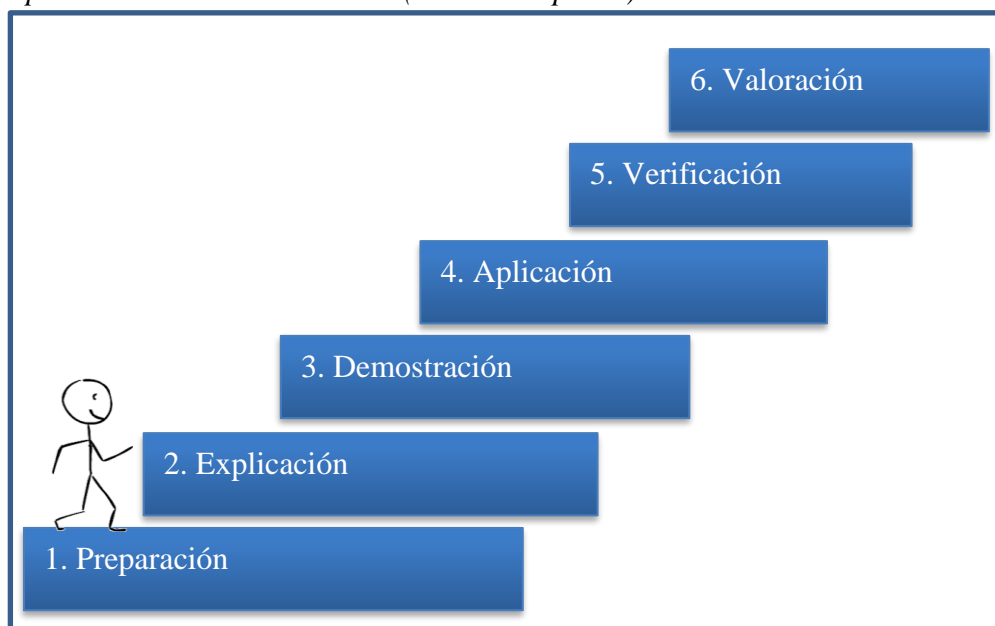 6. Valoración
5. Verificación
4. Aplicación
3. Demostración
2. Explicación
1. Preparación